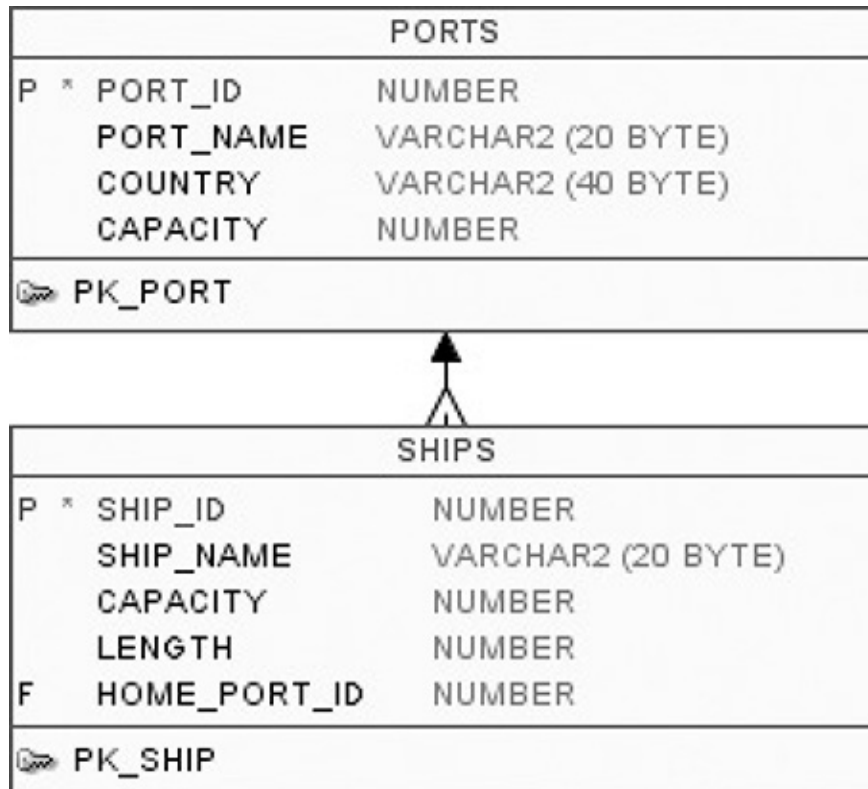 PORTS
P * PORT_ID NUMBER
PORT_NAME VARCHAR2 (20 BYTE)
COUNTRY VARCHAR2 (40 BYTE)
CAPACITY NUMBER
PK_PORT
SHIPS
P * SHIP_ID NUMBER
SHIP_NAME VARCHAR2 (20 BYTE)
CAPACITY NUMBER
LENGTH NUMBER
F HOME_PORT_ID NUMBER
PK_SHIP